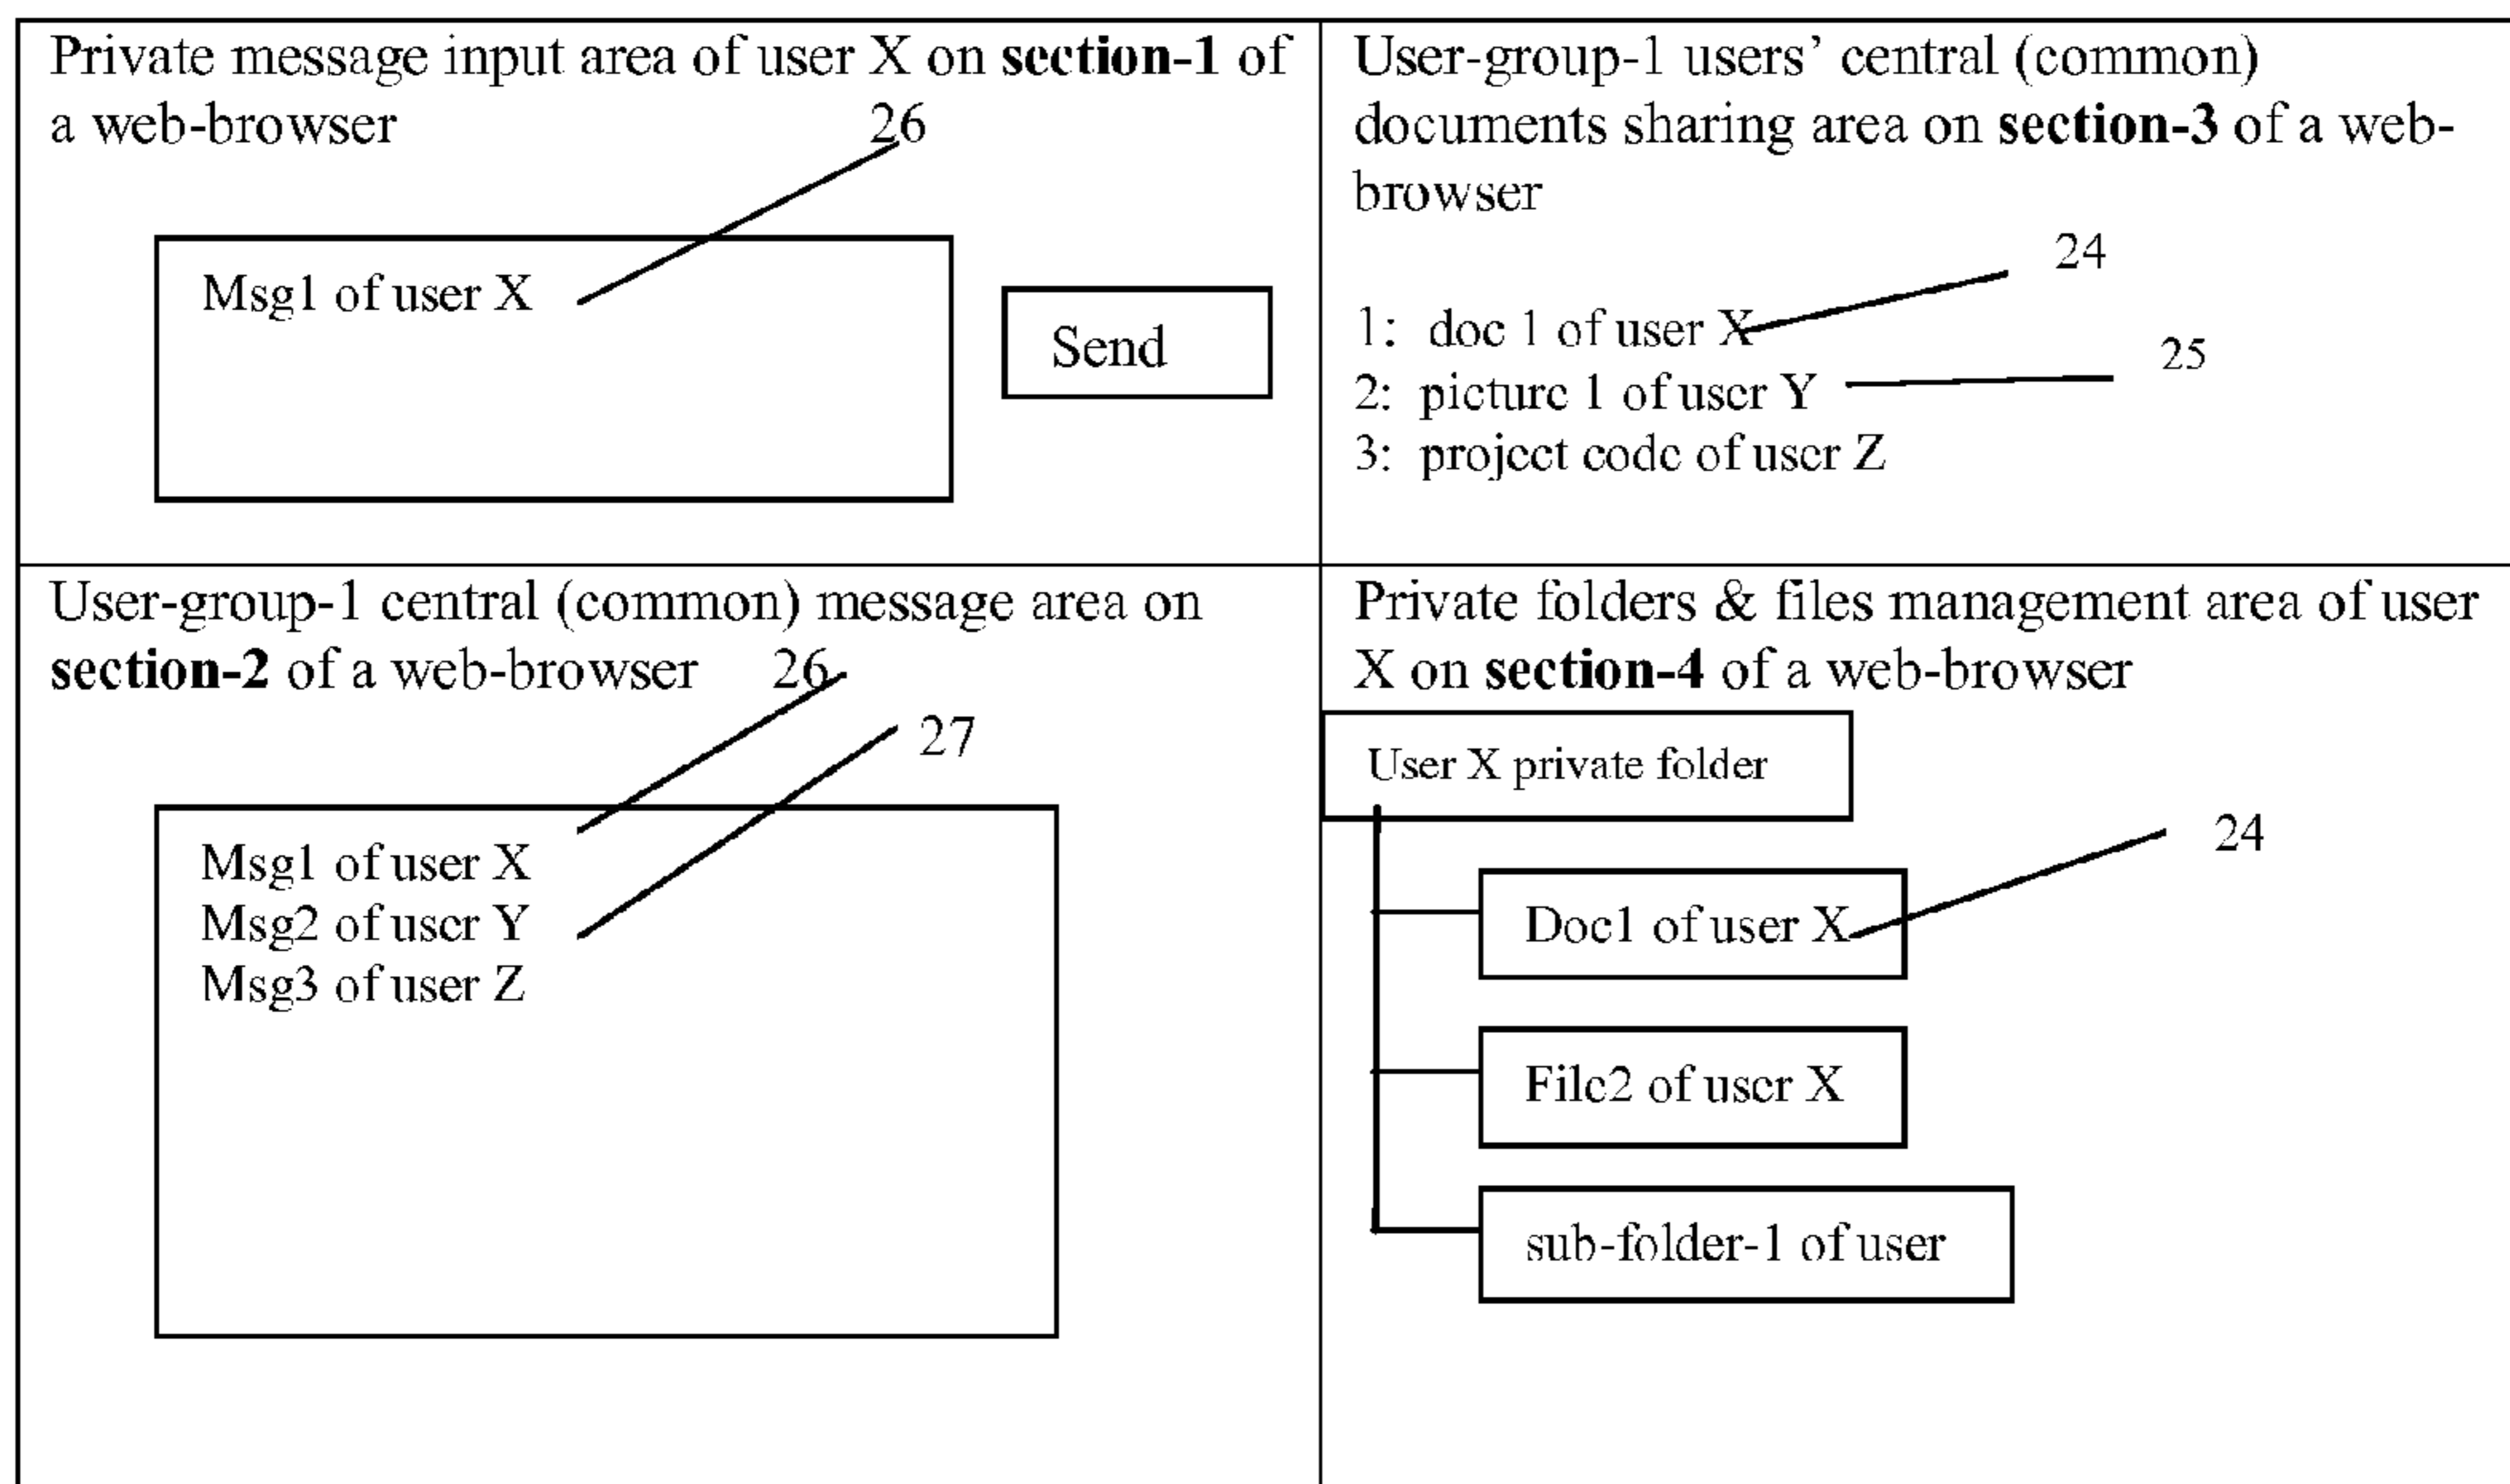 Private message input area of user X on section-1 of
a web-browser
26
Msg1 of user X
Send
User-group-1 users’ central (common)
documents sharing area on section-3 of a web-
browser
24
1: doc 1 of user X
25
2: picture 1 of user Y
3: project code of user Z
User-group-1 central (common) message area on
section-2 of a web-browser 26
27
Msg1 of user X
Msg2 of user Y
Msg3 of user Z
Private folders & files management area of user
X on section-4 of a web-browser
User X private folder
24
Doc1 of user X
File2 of user X
sub-folder-1 of user